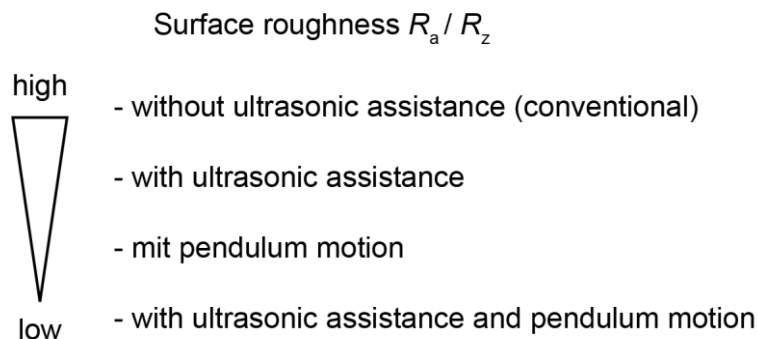 Surface roughness Ra / Rz
high
- without ultrasonic assistance (conventional)
- with ultrasonic assistance
- mit pendulum motion
- with ultrasonic assistance and pendulum motion
low